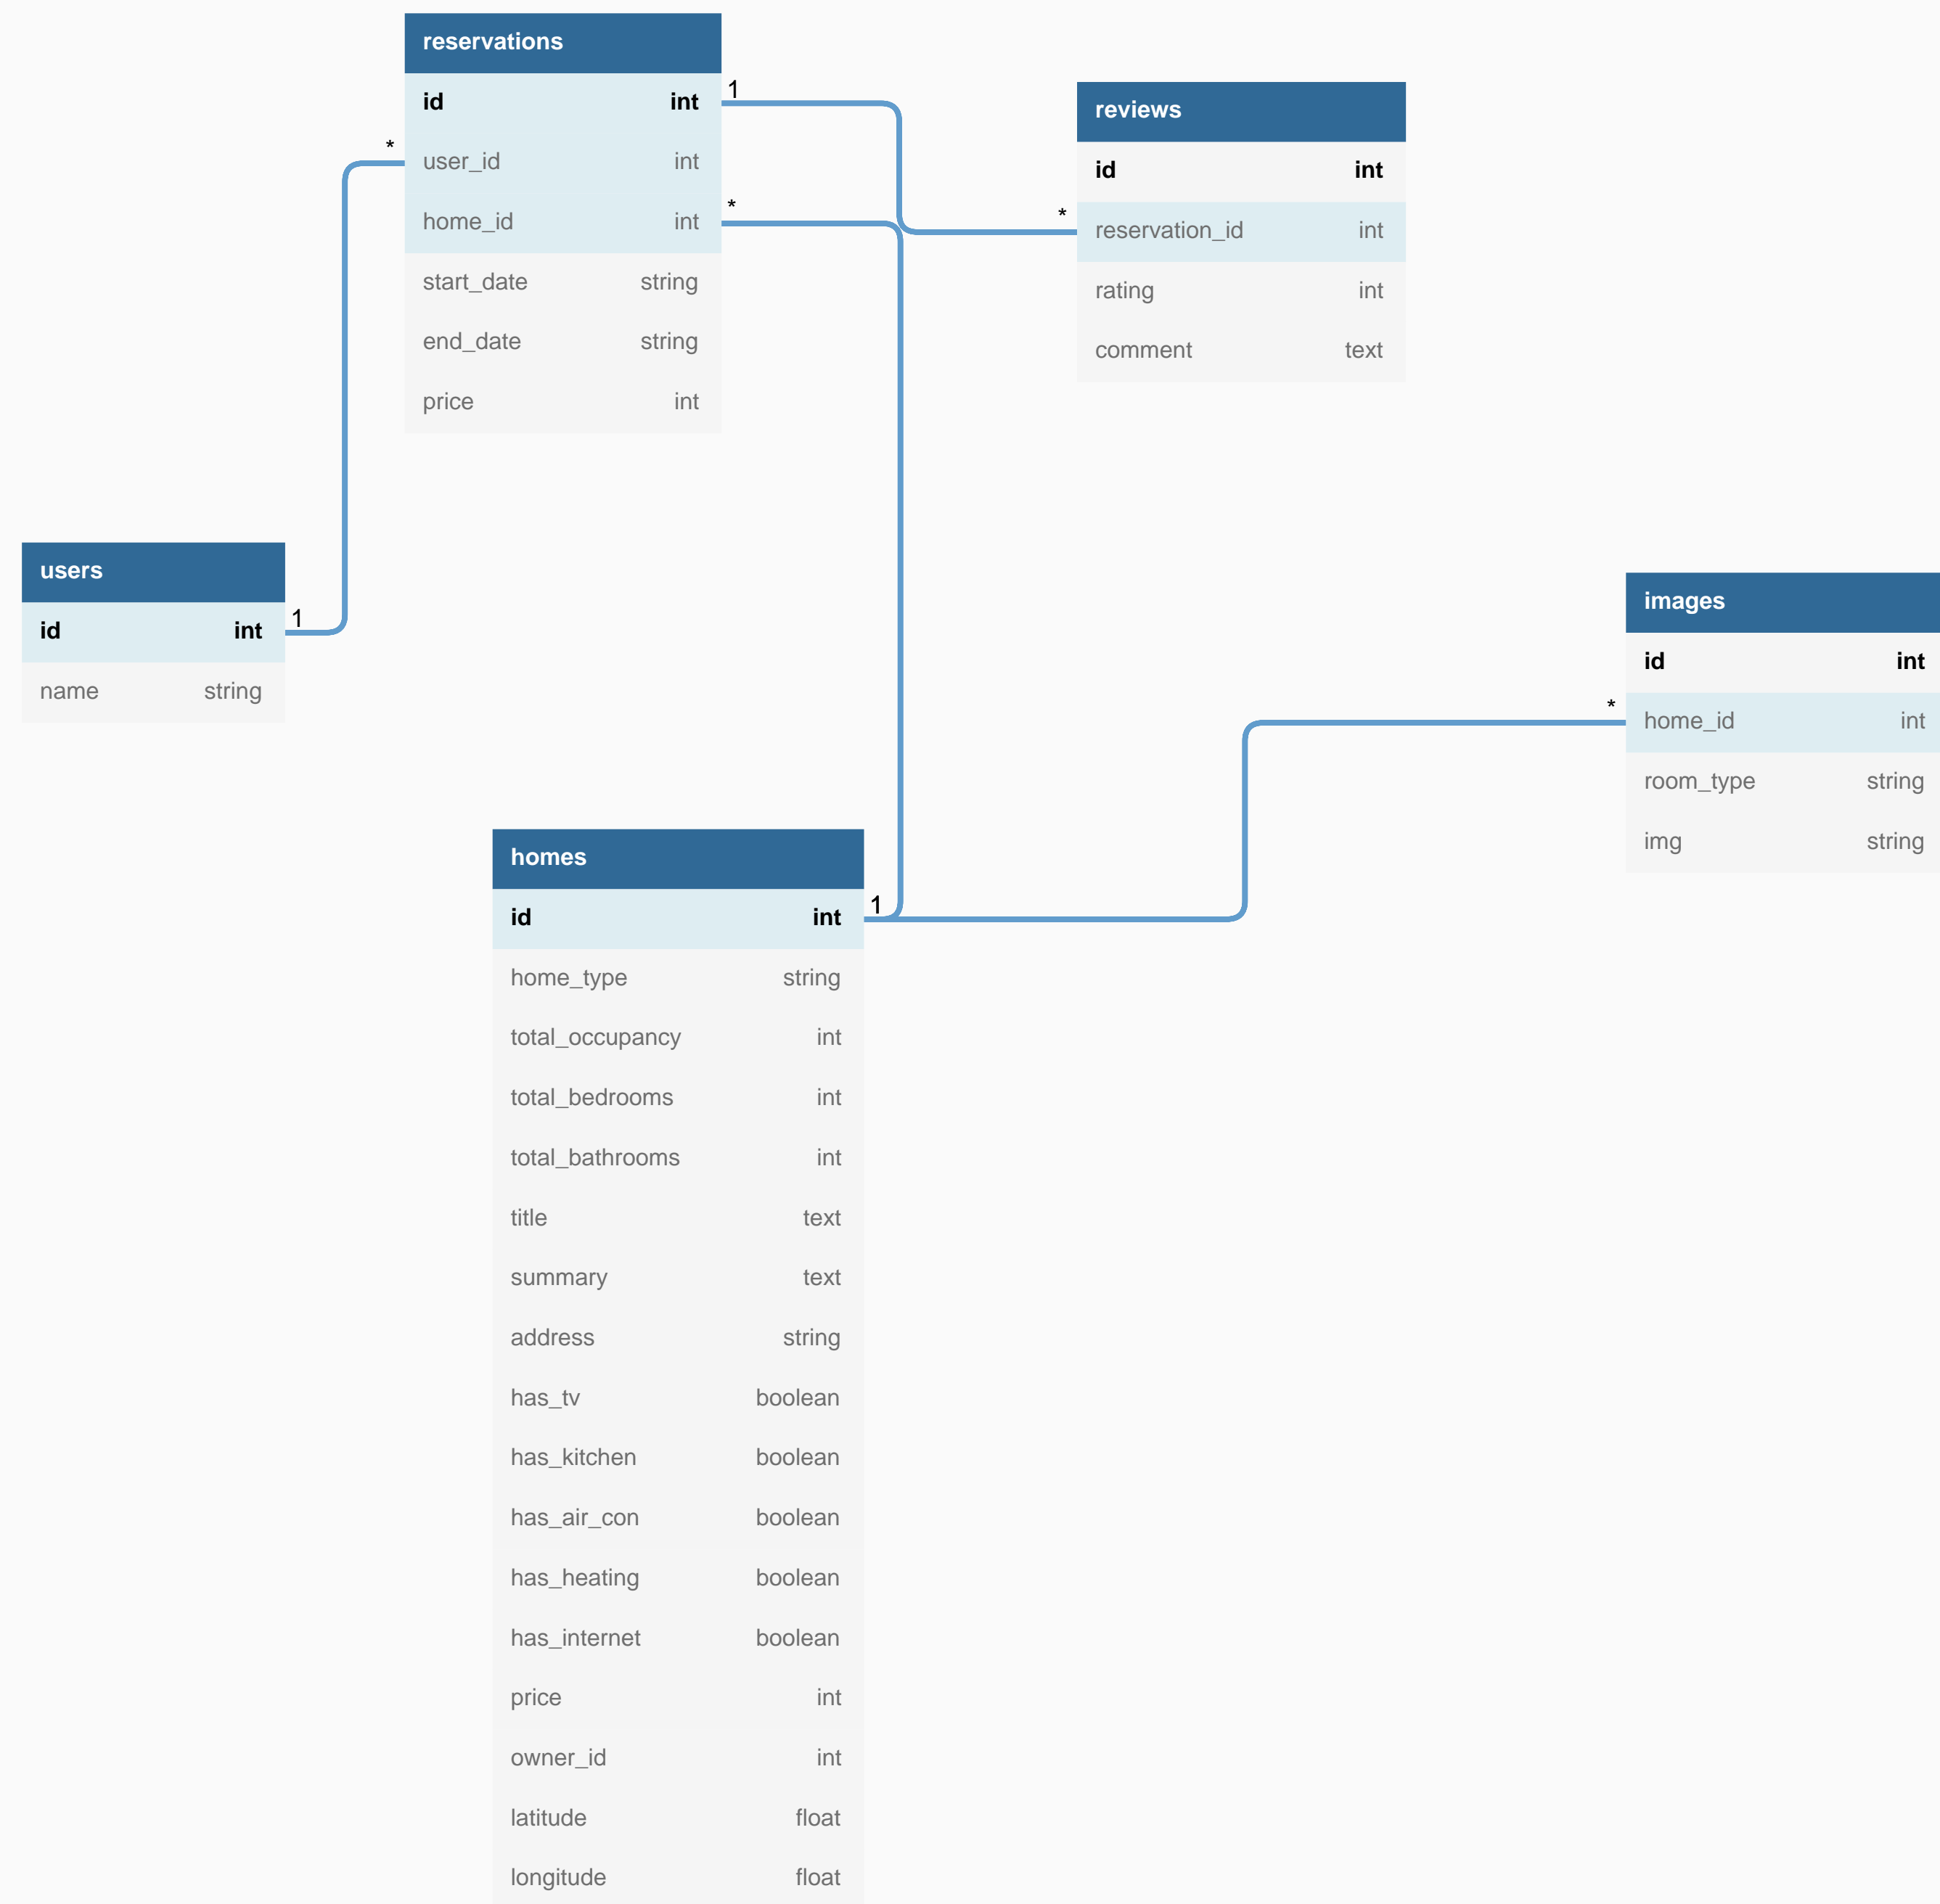 reservations
id int
user_id int
home_id int
start_date string
end_date string
price int
1
*
*
reviews
id int
reservation_id int
rating int
comment text
*
users
id int
name string
1
images
id int
home_id int
room_type string
img string
*
homes
id int
home_type string
total_occupancy int
total_bedrooms int
total_bathrooms int
title text
summary text
address string
has_tv boolean
has_kitchen boolean
has_air_con boolean
has_heating boolean
has_internet boolean
price int
owner_id int
latitude float
longitude float
1